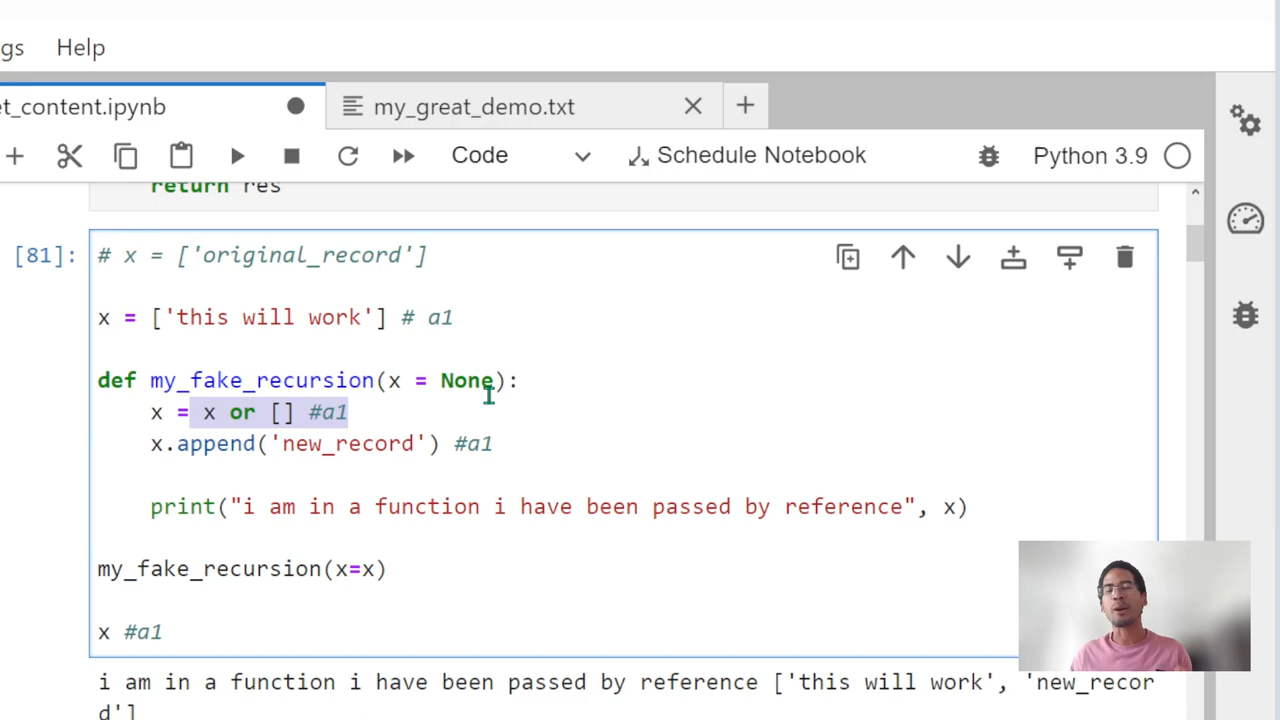 gs Help
et_content.ipynb my_great_demo.txt
Code Schedule Notebook Python 3.9
return res
[81]: # x = ['original_record']
x = ['this will work'] # a1
def my_fake_recursion(x = None):
x = x or [] #a1
x.append('new_record') #a1
print("i am in a function i have been passed by reference", x)
my_fake_recursion(x=x)
x #a1
i am in a function i have been passed by reference ['this will work', 'new_recor
d']